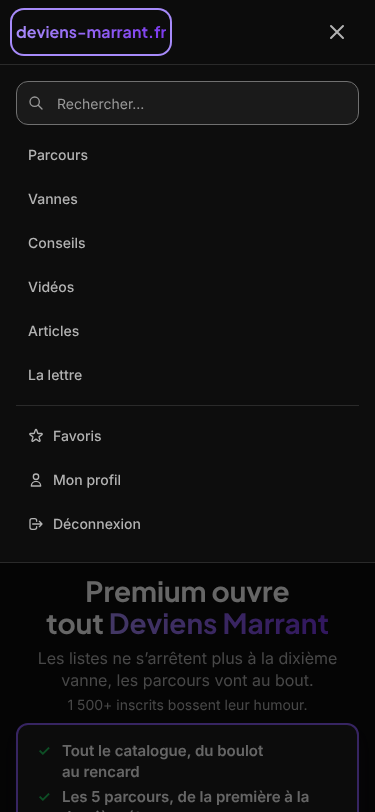 deviens-marrant.fr
Rechercher...
Parcours
Vannes
Conseils
Vidéos
Articles
La lettre
Favoris
Mon profil
Déconnexion
Premium ouvre
tout Deviens Marrant
Les listes ne s'arrêtent plus à la dixième
vanne, les parcours vont au bout.
1 500+ inscrits bossent leur humour.
Tout le catalogue, du boulot
au rencard
Les 5 parcours, de la première à la